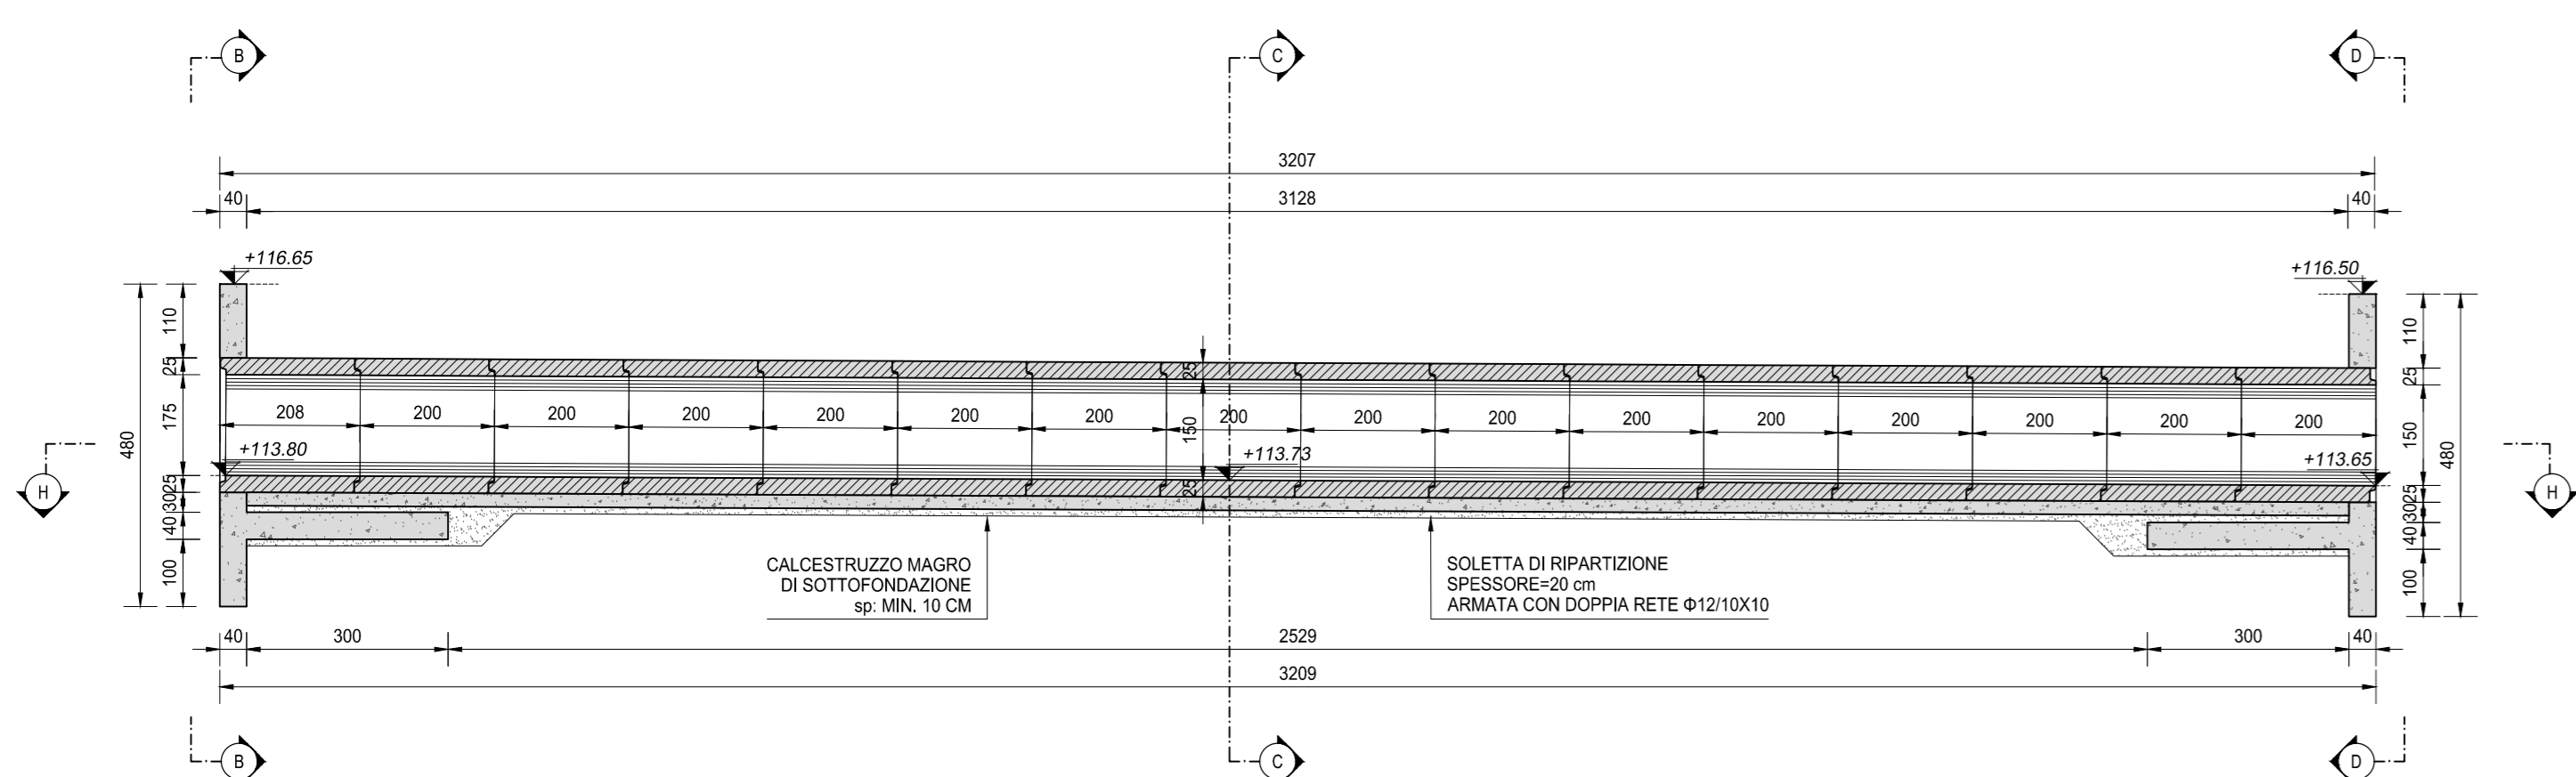 B C D
3207
40 3128 40
+116.65 +116.50
480 110 25 175 25 30 40 100
25 150 25
110 25 150 25 30 40 100 480
208 200 200 200 200 200 200 200 200 200 200 200 200 200 200 200
+113.80 +113.73 +113.65
H H
CALCESTRUZZO MAGRO
DI SOTTOFONDAZIONE
sp: MIN. 10 CM
SOLETTA DI RIPARTIZIONE
SPESSORE=20 cm
ARMATA CON DOPPIA RETE Φ12/10X10
40 300 2529 300 40
3209
B C D